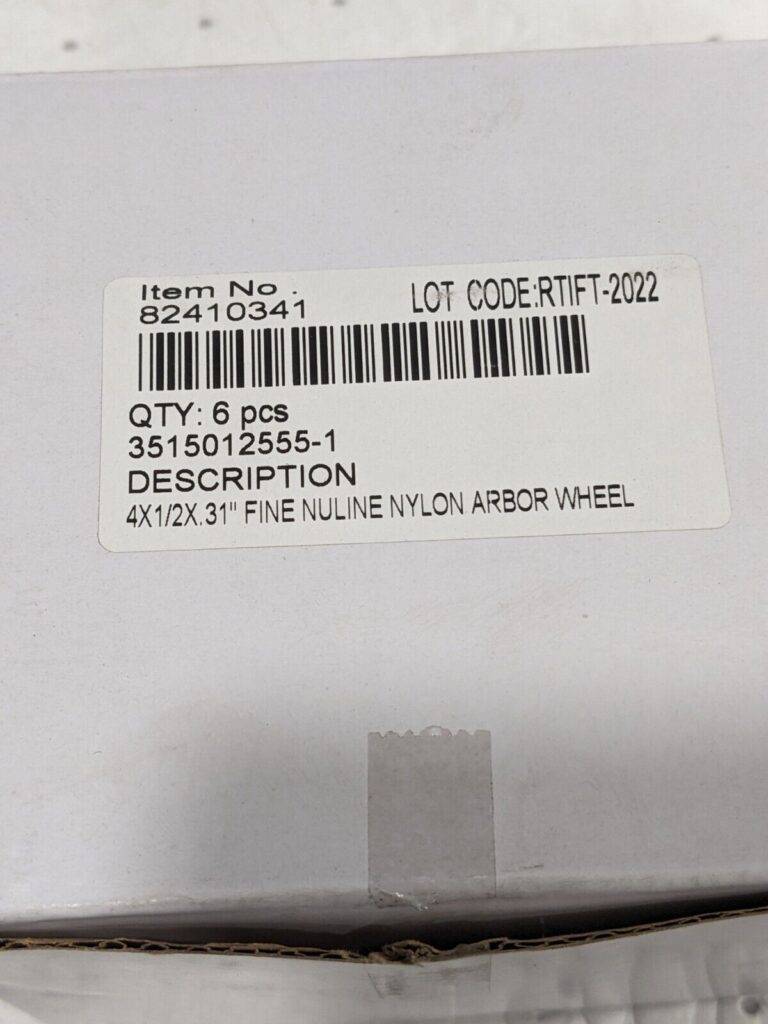 Item No .
82410341
LOT CODE:RTIFT-2022
QTY: 6 pcs
3515012555-1
DESCRIPTION
4X1/2X.31" FINE NULINE NYLON ARBOR WHEEL